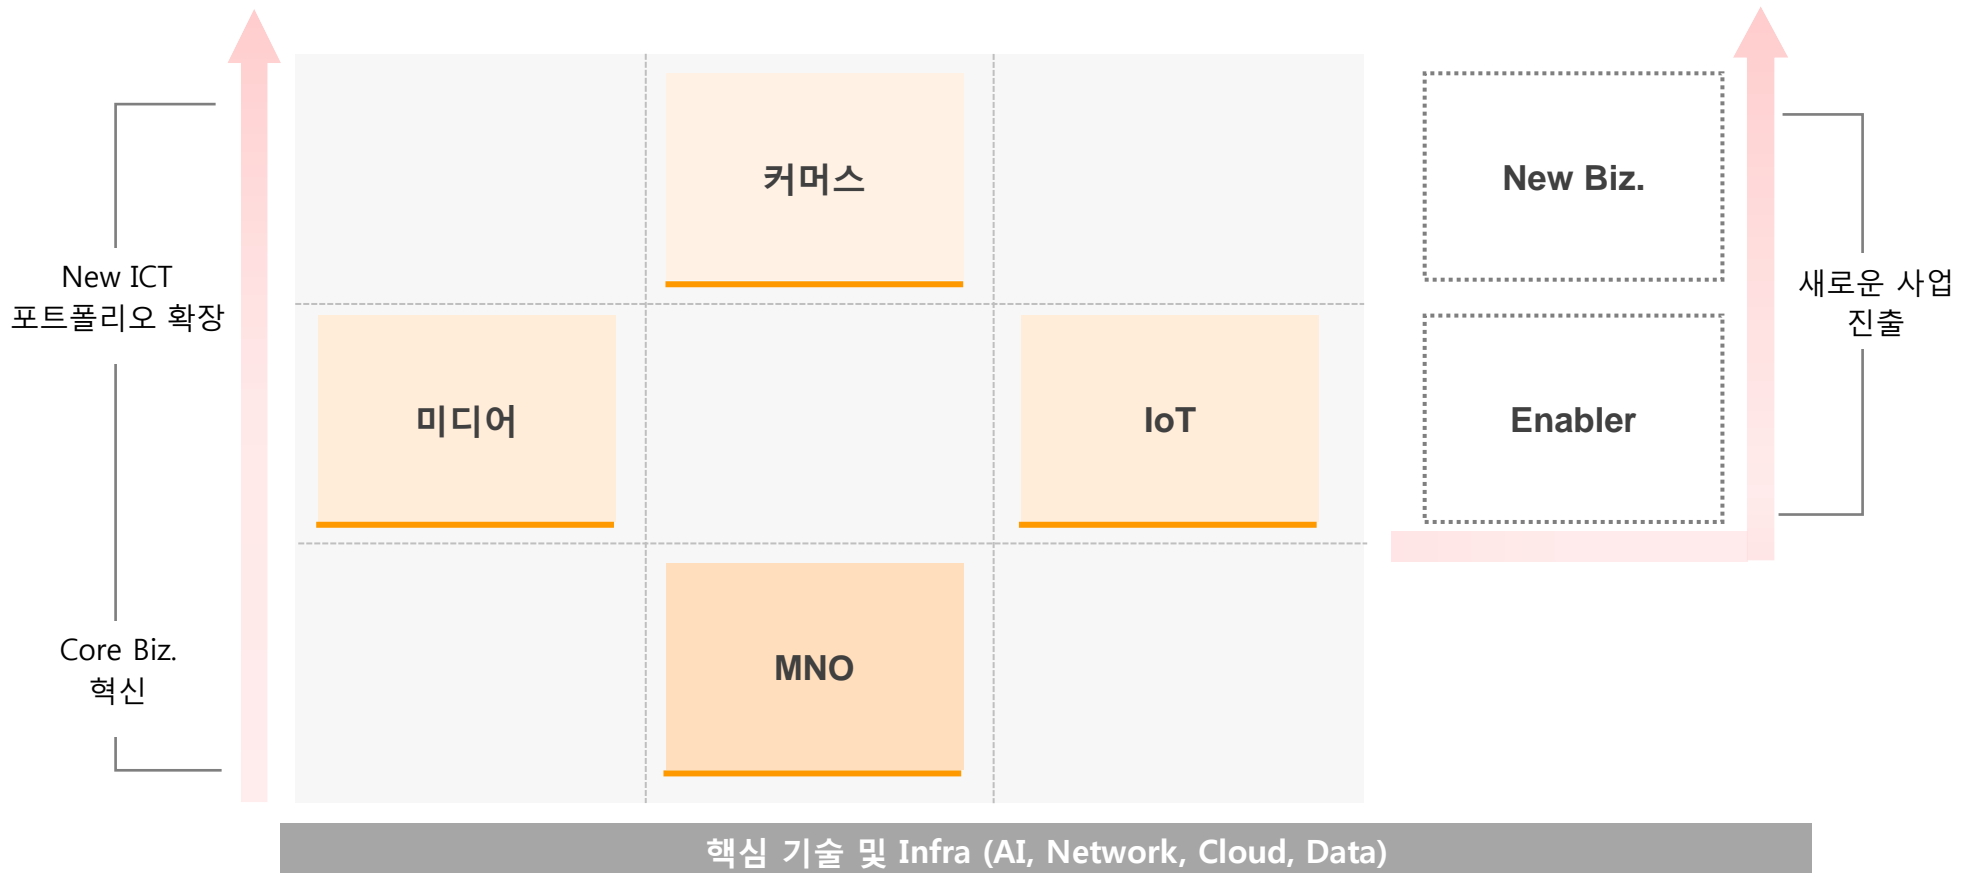 커머스
New Biz.
New ICT
포트폴리오 확장
새로운 사업
진출
미디어
IoT
Enabler
Core Biz.
혁신
MNO
핵심 기술 및 Infra (AI, Network, Cloud, Data)